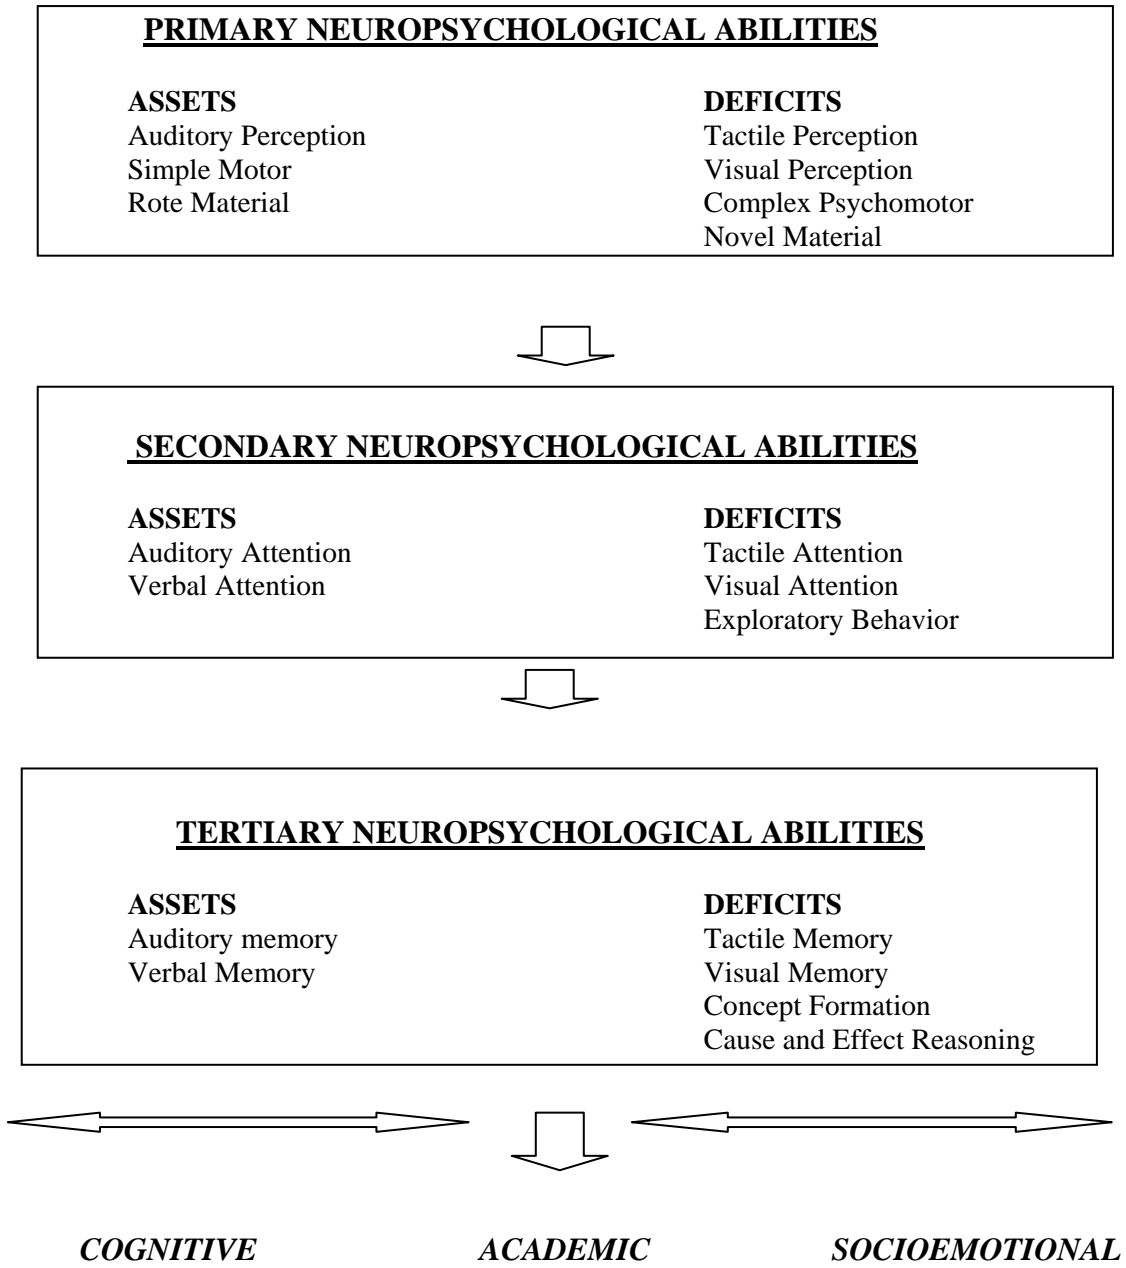 PRIMARY NEUROPSYCHOLOGICAL ABILITIES
ASSETS
Auditory Perception
Simple Motor
Rote Material
DEFICITS
Tactile Perception
Visual Perception
Complex Psychomotor
Novel Material
SECONDARY NEUROPSYCHOLOGICAL ABILITIES
ASSETS
Auditory Attention
Verbal Attention
DEFICITS
Tactile Attention
Visual Attention
Exploratory Behavior
TERTIARY NEUROPSYCHOLOGICAL ABILITIES
ASSETS
Auditory memory
Verbal Memory
DEFICITS
Tactile Memory
Visual Memory
Concept Formation
Cause and Effect Reasoning
COGNITIVE
ACADEMIC
SOCIOEMOTIONAL